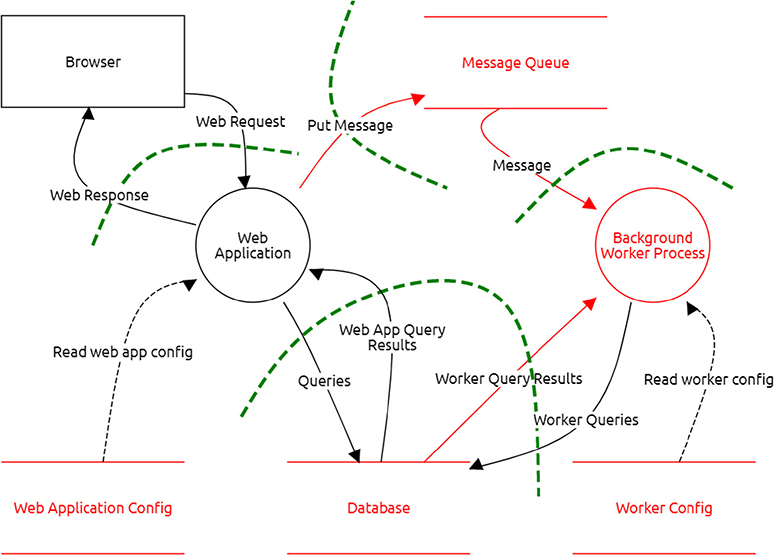 Browser
Message Queue
Web Request
Put Message
Message
Web Response
Web
Application
Background
Worker Process
Read web app config
Web App Query
Results
Queries
Worker Query Results
Read worker config
Worker Queries
Web Application Config
Database
Worker Config